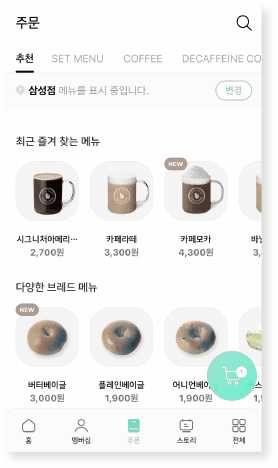 주문
추천 SET MENU COFFEE DECAFFEINE CO
삼성점 메뉴를 표시 중입니다. 변경
최근 즐겨 찾는 메뉴
NEW
시그니처아메리… 카페라떼 카페모카 바닐
2,700원 3,300원 4,300원 3,
다양한 브레드 메뉴
NEW
1
버터베이글 플레인베이글 어니언베이…
3,000원 1,900원 1,900원
홈 멤버십 주문 스토리 전체